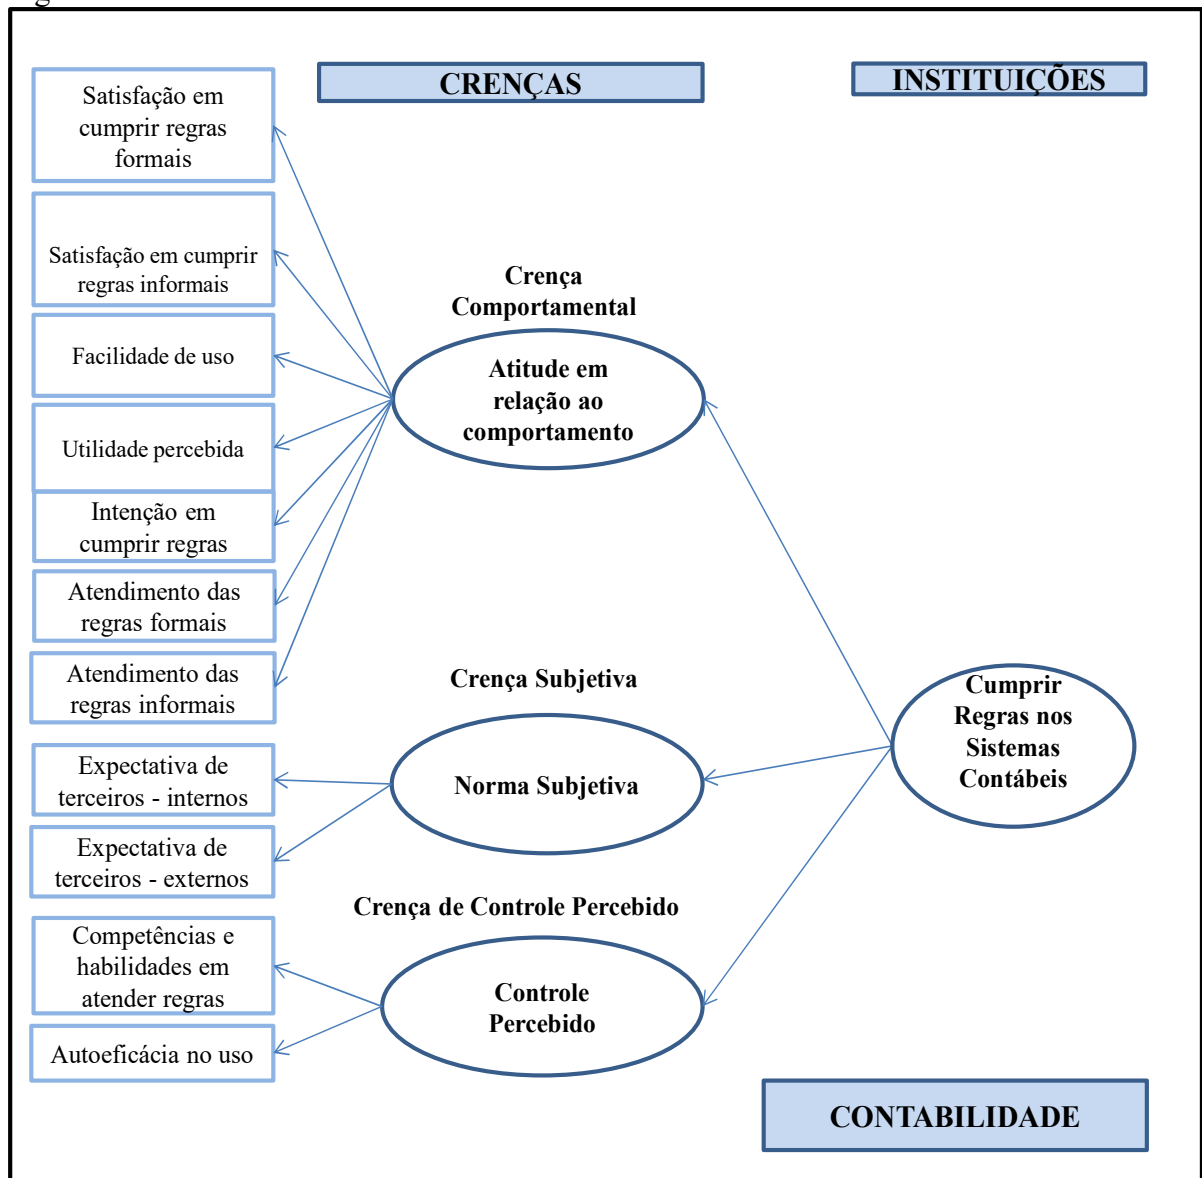 CRENÇAS
INSTITUIÇÕES
Satisfação em
cumprir regras
formais
Satisfação em cumprir
regras informais
Facilidade de uso
Utilidade percebida
Intenção em
cumprir regras
Atendimento das
regras formais
Atendimento das
regras informais
Expectativa de
terceiros - internos
Expectativa de
terceiros - externos
Competências e
habilidades em
atender regras
Autoeficácia no uso
Crença
Comportamental
Atitude em
relação ao
comportamento
Crença Subjetiva
Norma Subjetiva
Crença de Controle Percebido
Controle
Percebido
Cumprir
Regras nos
Sistemas
Contábeis
CONTABILIDADE